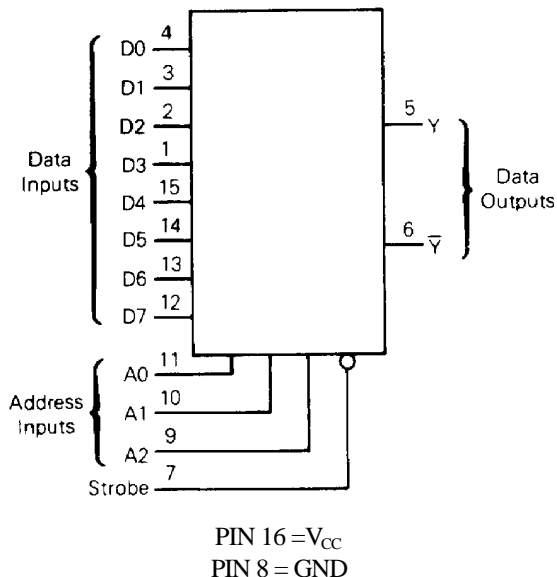 D0 4
D1 3
D2 2
D3 1
D4 15
D5 14
D6 13
D7 12
Data
Inputs
5 Y
6 Y̅
Data
Outputs
A0 11
A1 10
A2 9
Address
Inputs
Strobe 7
PIN 16 =V_CC
PIN 8 = GND